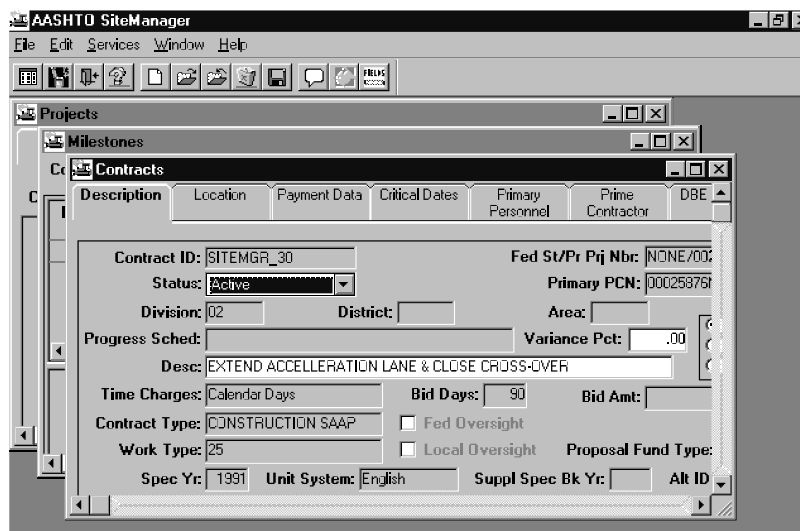 AASHTO SiteManager
File Edit Services Window Help
FIELDS
Projects
Milestones
Contracts
Description Location Payment Data Critical Dates Primary Personnel Prime Contractor DBE
Contract ID: SITEMGR_30 Fed St/Pr Prj Nbr: NONE/002
Status: Active Primary PCN: 00025876
Division: 02 District: Area:
Progress Sched: Variance Pct: .00
Desc: EXTEND ACCELLERATION LANE & CLOSE CROSS-OVER
Time Charges: Calendar Days Bid Days: 90 Bid Amt:
Contract Type: CONSTRUCTION SAAP Fed Oversight
Work Type: 25 Local Oversight Proposal Fund Type:
Spec Yr: 1991 Unit System: English Suppl Spec Bk Yr: Alt ID